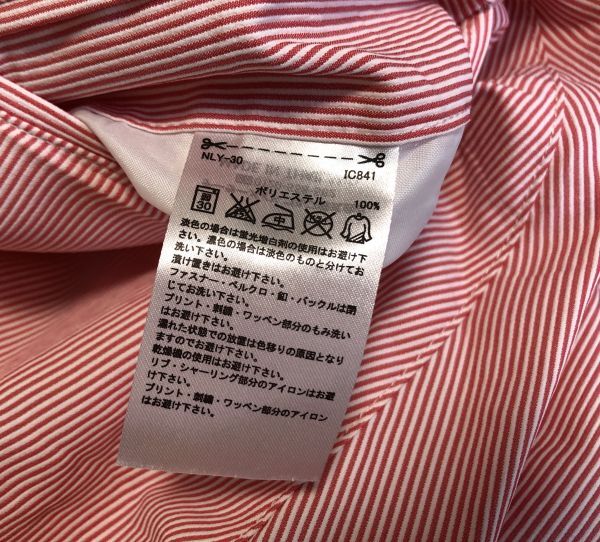 NLY-30 IC841
ポリエステル 100%
弱
30
淡色の場合は蛍光増白剤の使用はお避け下
さい。濃色の場合は淡色のものと分けてお
洗い下さい。
漬け置きはお避け下さい。
ファスナー・ベルクロ・釦・バックルは閉
じてお洗い下さい。
プリント・刺繍・ワッペン部分のもみ洗い
はお避け下さい。
濡れた状態での放置は色移りの原因となり
ますのでお避け下さい。
乾燥機の使用はお避け下さい。
リブ・シャーリング部分のアイロンはお避
け下さい。
プリント・刺繍・ワッペン部分のアイロン
はお避け下さい。